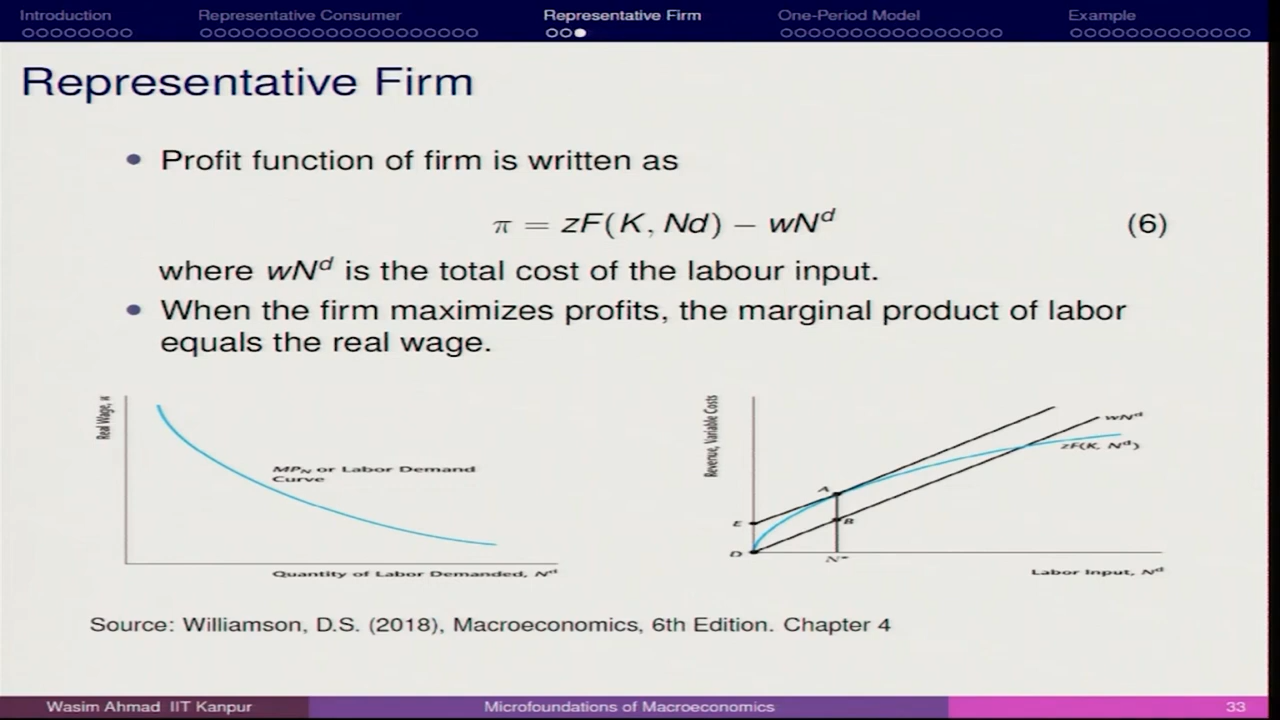 Introduction Representative Consumer Representative Firm One-Period Model Example
Representative Firm
• Profit function of firm is written as
π = zF(K, Nd) − wN^d (6)
where wN^d is the total cost of the labour input.
• When the firm maximizes profits, the marginal product of labor
equals the real wage.
Real Wage, w
MP_N or Labor Demand
Curve
Quantity of Labor Demanded, N^d
Revenue, Variable Costs
wN^d
zF(K, N^d)
A
E
B
D
N*
Labor Input, N^d
Source: Williamson, D.S. (2018), Macroeconomics, 6th Edition. Chapter 4
Wasim Ahmad IIT Kanpur Microfoundations of Macroeconomics 33